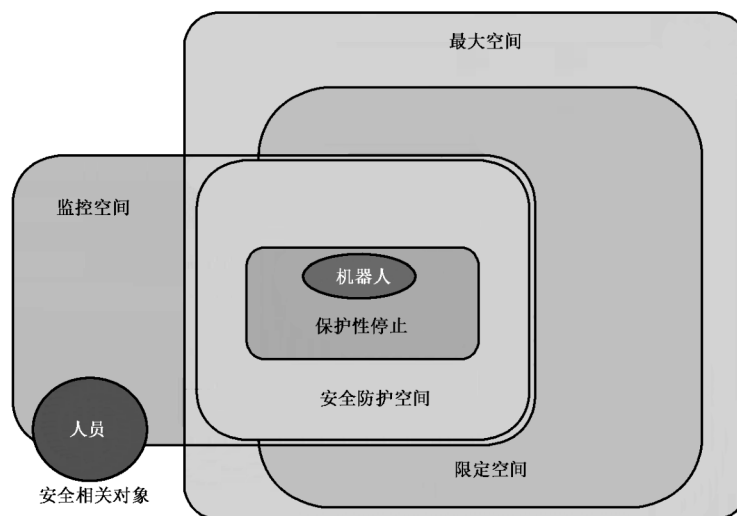 最大空间
监控空间
机器人
保护性停止
安全防护空间
人员
限定空间
安全相关对象